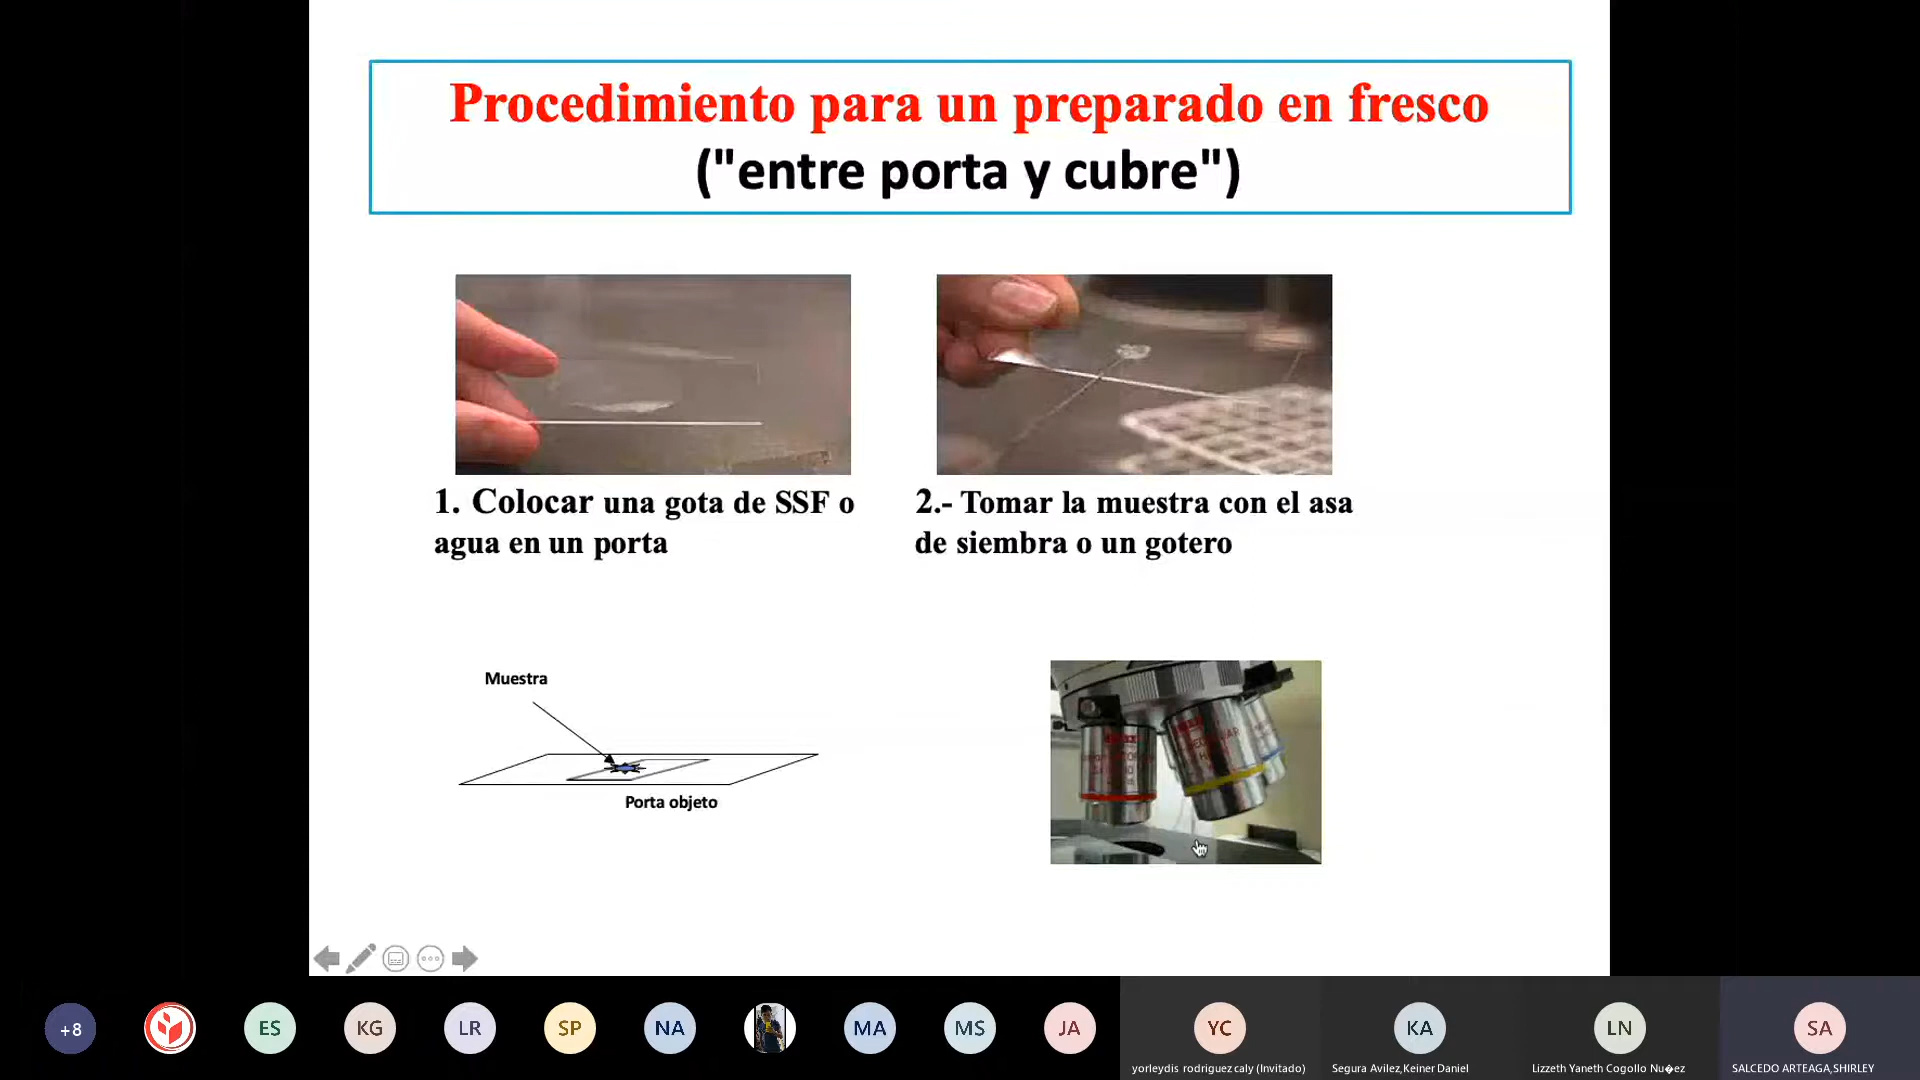 Procedimiento para un preparado en fresco
("entre porta y cubre")
1. Colocar una gota de SSF o
agua en un porta
2.- Tomar la muestra con el asa
de siembra o un gotero
Muestra
Porta objeto
+8
ES
KG
LR
SP
NA
MA
MS
JA
YC
KA
LN
SA
yorleydis rodriguez caly (Invitado)
Segura Avilez,Keiner Daniel
Lizzeth Yaneth Cogollo Nu�ez
SALCEDO ARTEAGA,SHIRLEY